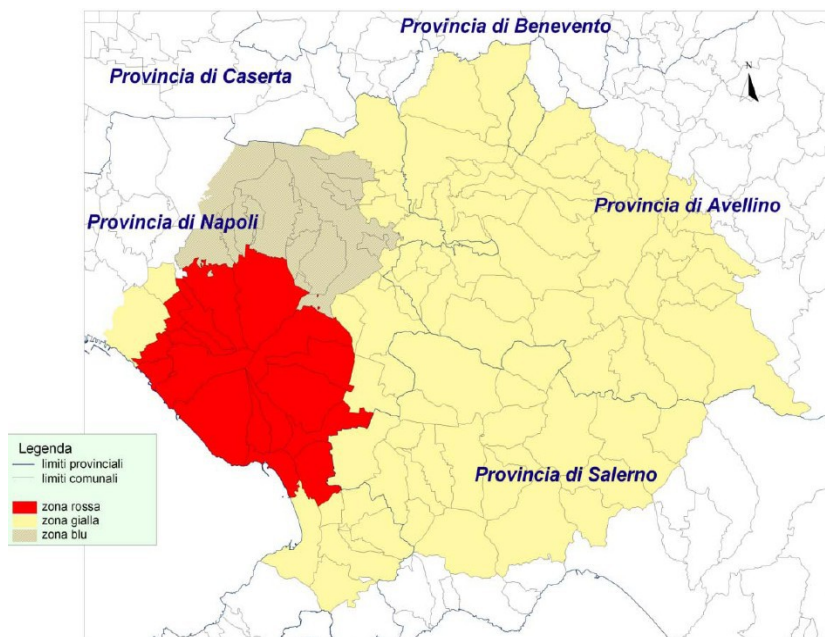 Provincia di Benevento
Provincia di Caserta
N
Provincia di Napoli
Provincia di Avellino
Provincia di Salerno
Legenda
limiti provinciali
limiti comunali
zona rossa
zona gialla
zona blu